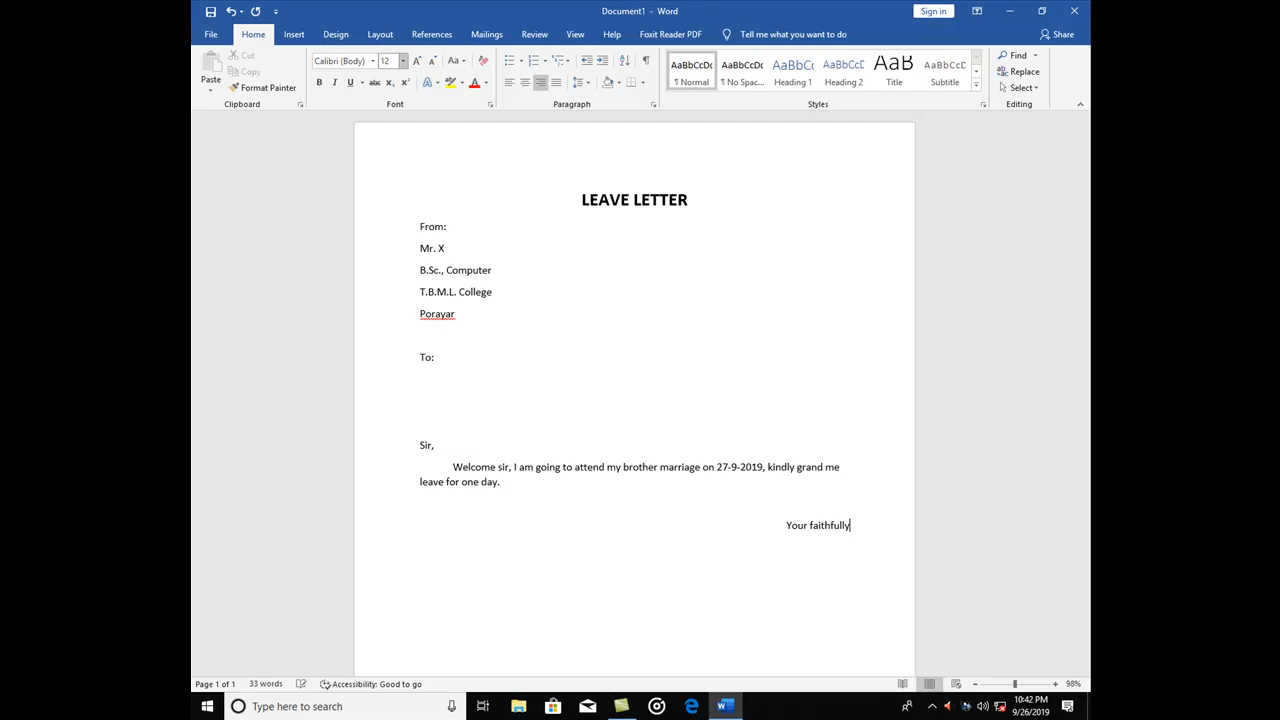 Document1 - Word
Sign in
File Home Insert Design Layout References Mailings Review View Help Foxit Reader PDF Tell me what you want to do Share
Paste
Cut
Copy
Format Painter
Clipboard
Calibri (Body) 12
Font
Paragraph
AaBbCcDc AaBbCcDc AaBbC( AaBbCcC AaB AaBbCcD
¶ Normal ¶ No Spac... Heading 1 Heading 2 Title Subtitle
Styles
Find
Replace
Select
Editing
LEAVE LETTER
From:
Mr. X
B.Sc., Computer
T.B.M.L. College
Porayar
To:
Sir,
Welcome sir, I am going to attend my brother marriage on 27-9-2019, kindly grand me
leave for one day.
Your faithfully
Page 1 of 1 33 words Accessibility: Good to go 98%
Type here to search
10:42 PM
9/26/2019